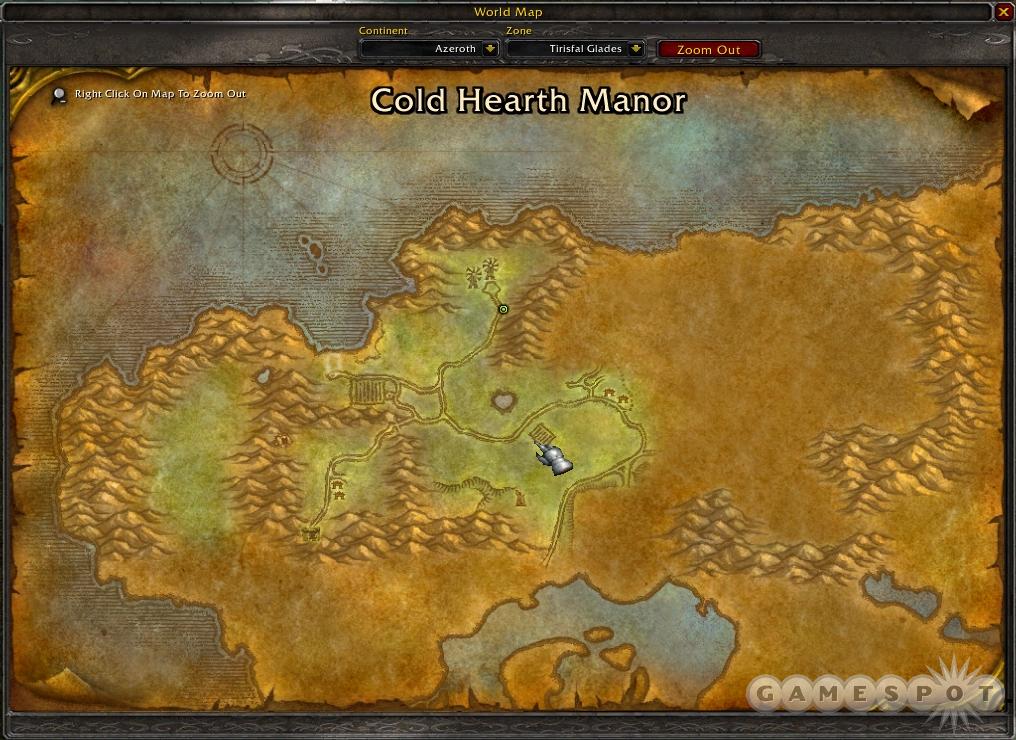 World Map
Continent Zone
Azeroth Tirisfal Glades Zoom Out
Right Click On Map To Zoom Out
Cold Hearth Manor
GAMESPOT